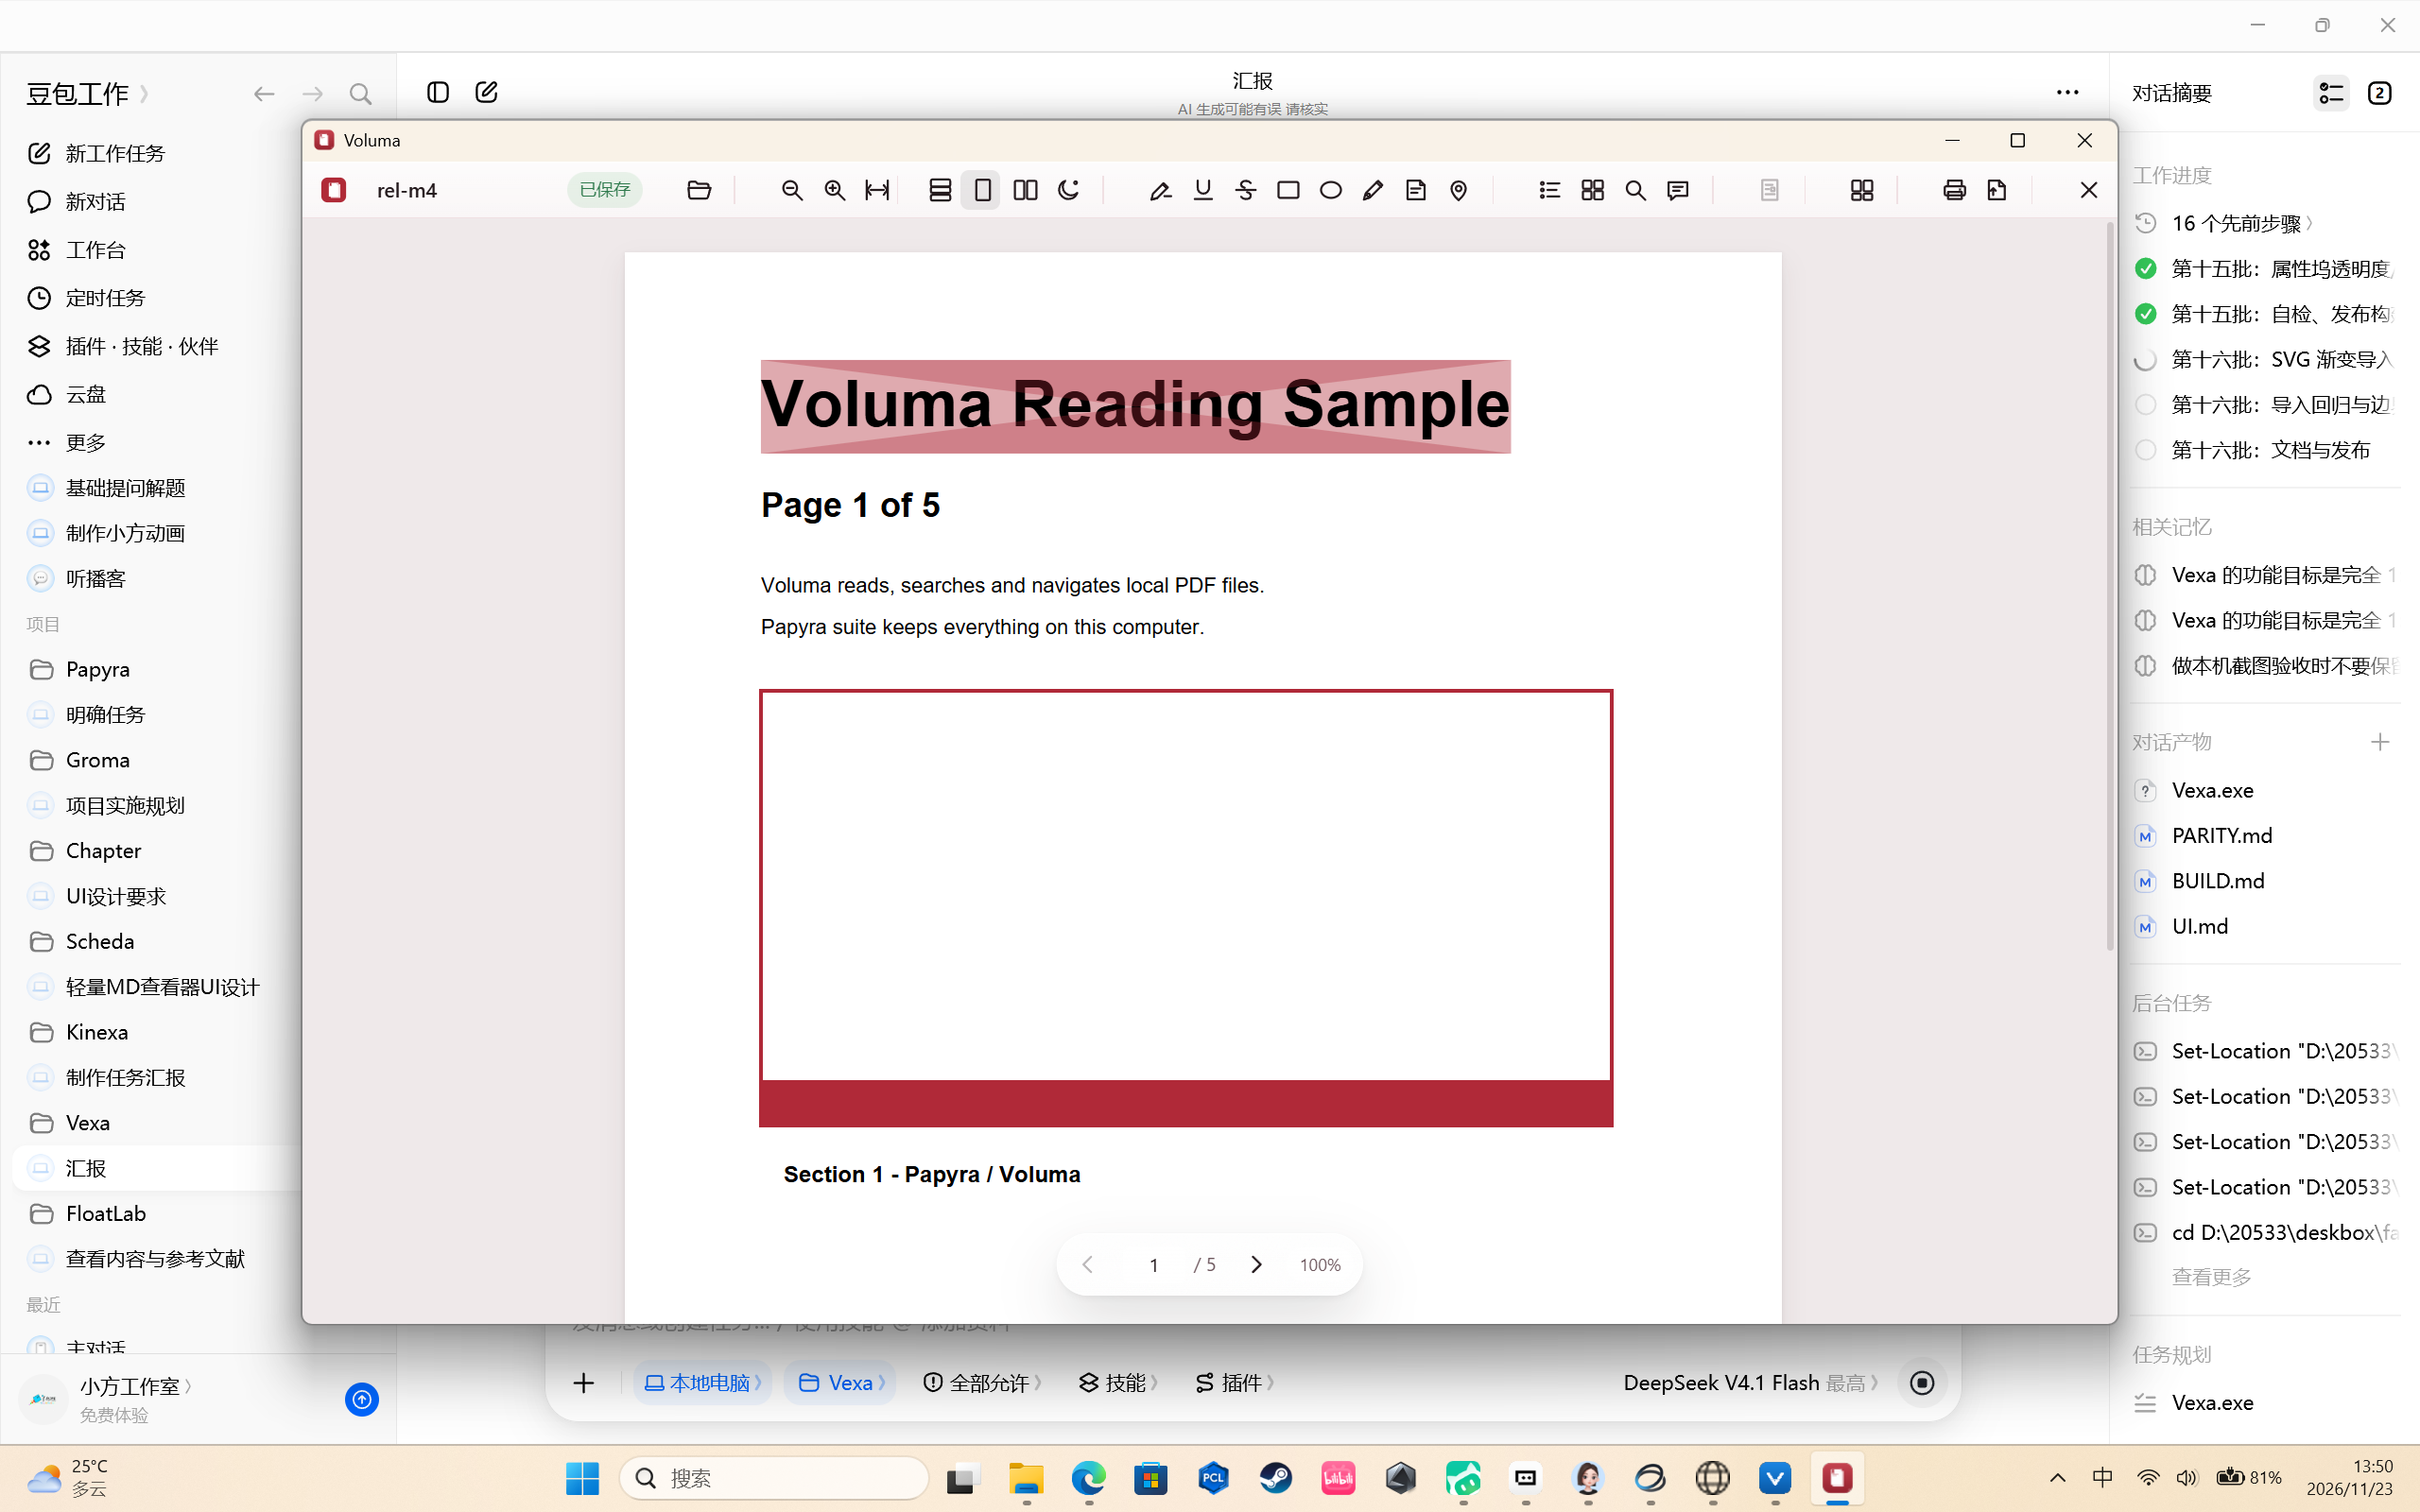 豆包工作
新工作任务
新对话
工作台
定时任务
插件 · 技能 · 伙伴
云盘
更多
基础提问解题
制作小方动画
听播客
项目
Papyra
明确任务
Groma
项目实施规划
Chapter
UI设计要求
Scheda
轻量MD查看器UI设计
Kinexa
制作任务汇报
Vexa
汇报
FloatLab
查看内容与参考文献
最近
主对话
小方工作室
免费体验
汇报
AI 生成可能有误 请核实
Voluma
rel-m4
已保存
Voluma Reading Sample
Page 1 of 5
Voluma reads, searches and navigates local PDF files.
Papyra suite keeps everything on this computer.
Section 1 - Papyra / Voluma
1 / 5 100%
本地电脑
Vexa
全部允许
技能
插件
DeepSeek V4.1 Flash 最高
对话摘要
2
工作进度
16 个先前步骤
第十五批：属性坞透明度
第十五批：自检、发布构
第十六批：SVG 渐变导入
第十六批：导入回归与边
第十六批：文档与发布
相关记忆
Vexa 的功能目标是完全 1
Vexa 的功能目标是完全 1
做本机截图验收时不要保留
对话产物
Vexa.exe
PARITY.md
BUILD.md
UI.md
后台任务
Set-Location "D:\20533\
Set-Location "D:\20533\
Set-Location "D:\20533\
Set-Location "D:\20533\
cd D:\20533\deskbox\fa
查看更多
任务规划
Vexa.exe
25°C
多云
搜索
PCL
bilibili
中
81%
13:50
2026/11/23